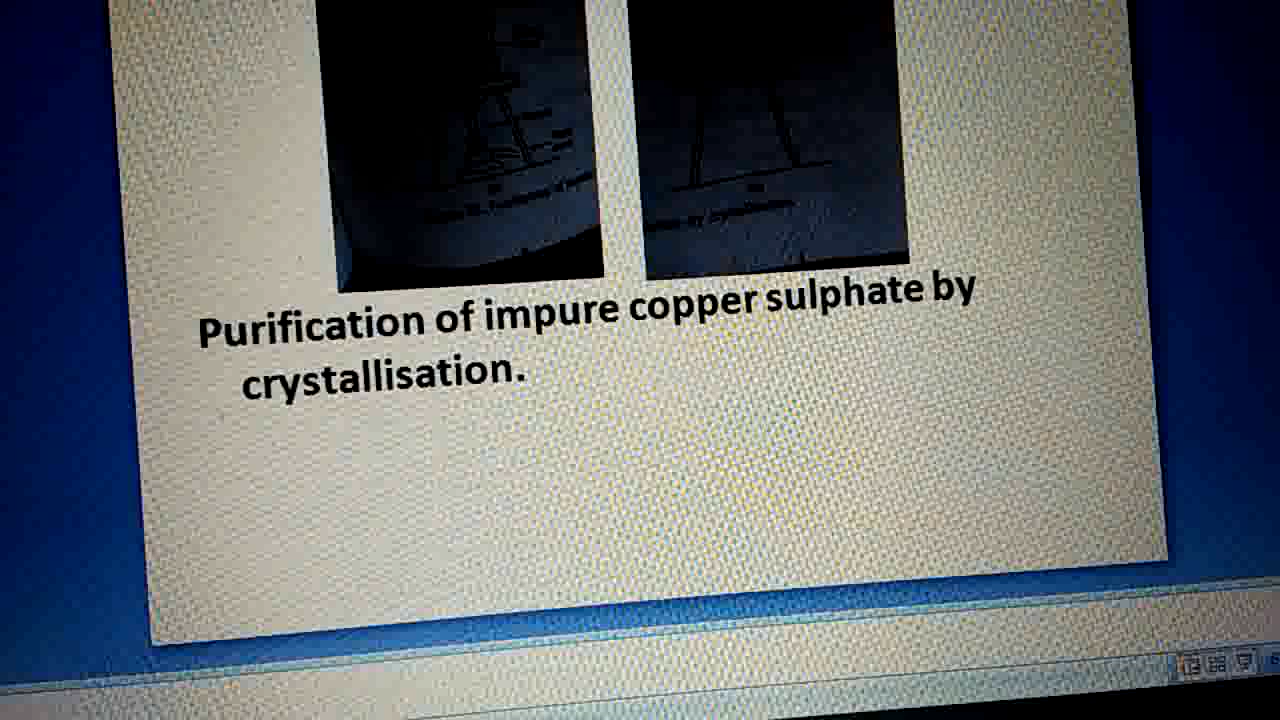 Purification of impure copper sulphate by
crystallisation.